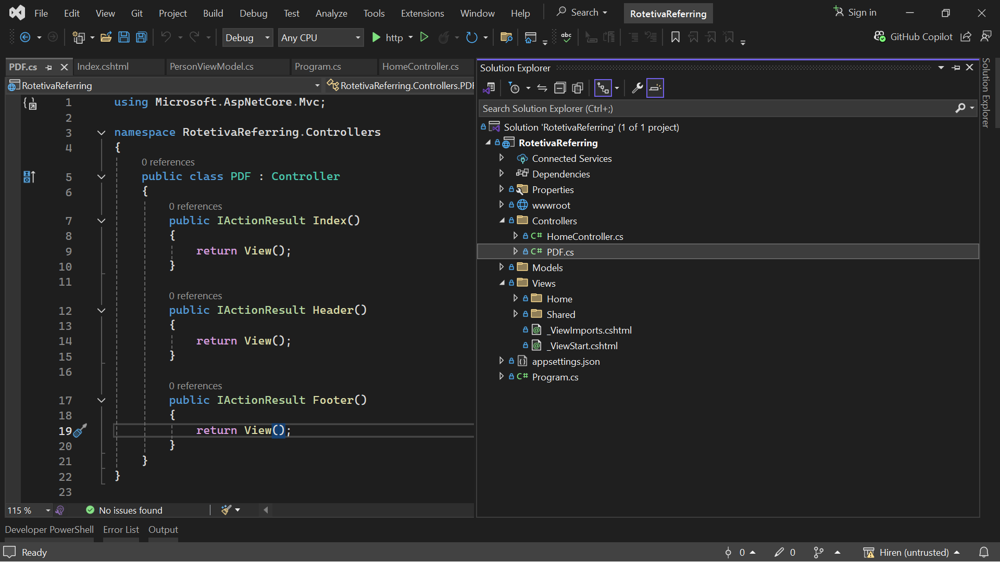 File Edit View Git Project Build Debug Test Analyze Tools Extensions Window Help Search RotetivaReferring Sign in
Debug Any CPU http abc GitHub Copilot
PDF.cs Index.cshtml PersonViewModel.cs Program.cs HomeController.cs
RotetivaReferring RotetivaReferring.Controllers.PDF
1 using Microsoft.AspNetCore.Mvc;
2
3 namespace RotetivaReferring.Controllers
4 {
0 references
5 public class PDF : Controller
6 {
0 references
7 public IActionResult Index()
8 {
9 return View();
10 }
11
0 references
12 public IActionResult Header()
13 {
14 return View();
15 }
16
0 references
17 public IActionResult Footer()
18 {
19 return View();
20 }
21 }
22 }
23
115 % No issues found
Solution Explorer
Search Solution Explorer (Ctrl+;)
Solution 'RotetivaReferring' (1 of 1 project)
RotetivaReferring
Connected Services
Dependencies
Properties
wwwroot
Controllers
C# HomeController.cs
C# PDF.cs
Models
Views
Home
Shared
_ViewImports.cshtml
_ViewStart.cshtml
appsettings.json
C# Program.cs
Solution Explorer
Developer PowerShell Error List Output
Ready 0 0 Hiren (untrusted)